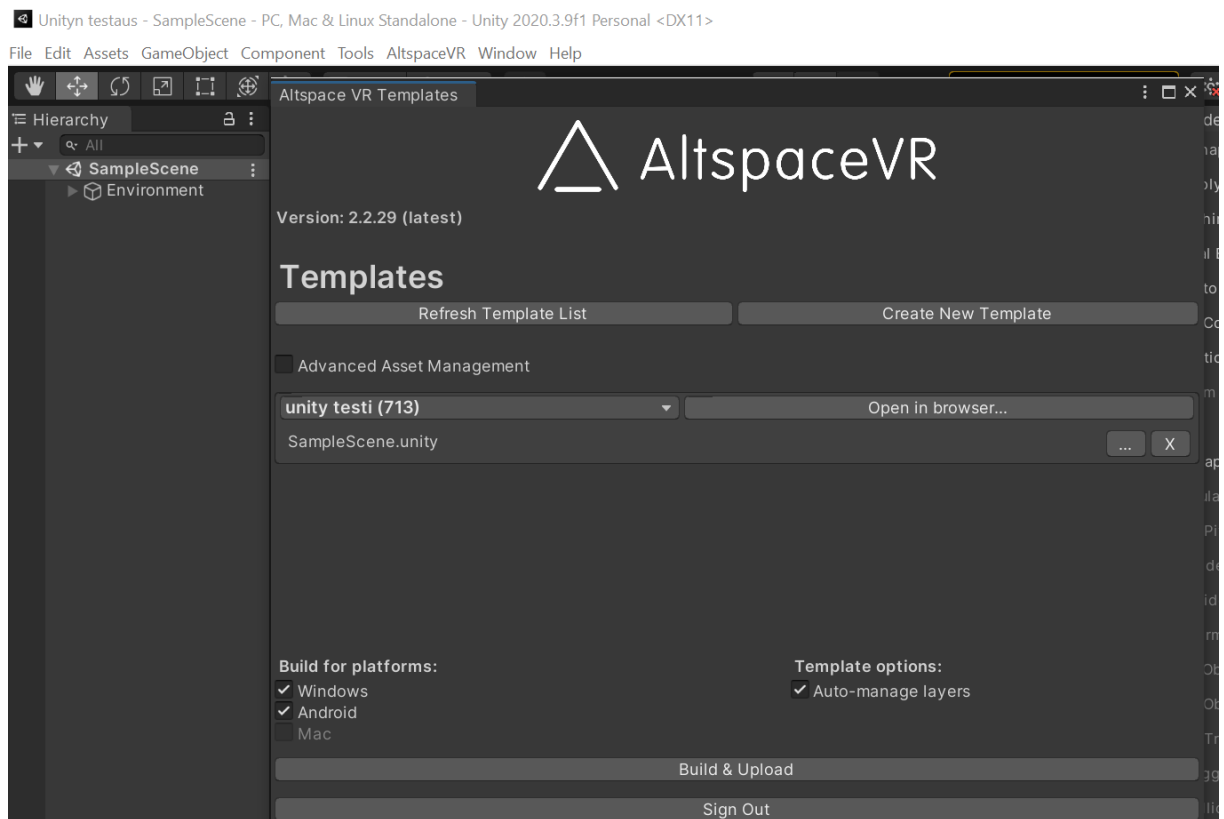 Unityn testaus - SampleScene - PC, Mac & Linux Standalone - Unity 2020.3.9f1 Personal <DX11>
File Edit Assets GameObject Component Tools AltspaceVR Window Help
Altspace VR Templates
Hierarchy
All
SampleScene
Environment
AltspaceVR
Version: 2.2.29 (latest)
Templates
Refresh Template List Create New Template
Advanced Asset Management
unity testi (713) Open in browser...
SampleScene.unity ... X
Build for platforms: Template options:
Windows Auto-manage layers
Android
Mac
Build & Upload
Sign Out